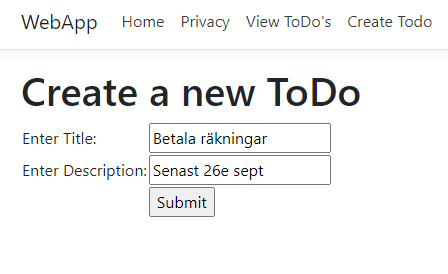 WebApp Home Privacy View ToDo's Create Todo
Create a new ToDo
Enter Title: Betala räkningar
Enter Description: Senast 26e sept
Submit